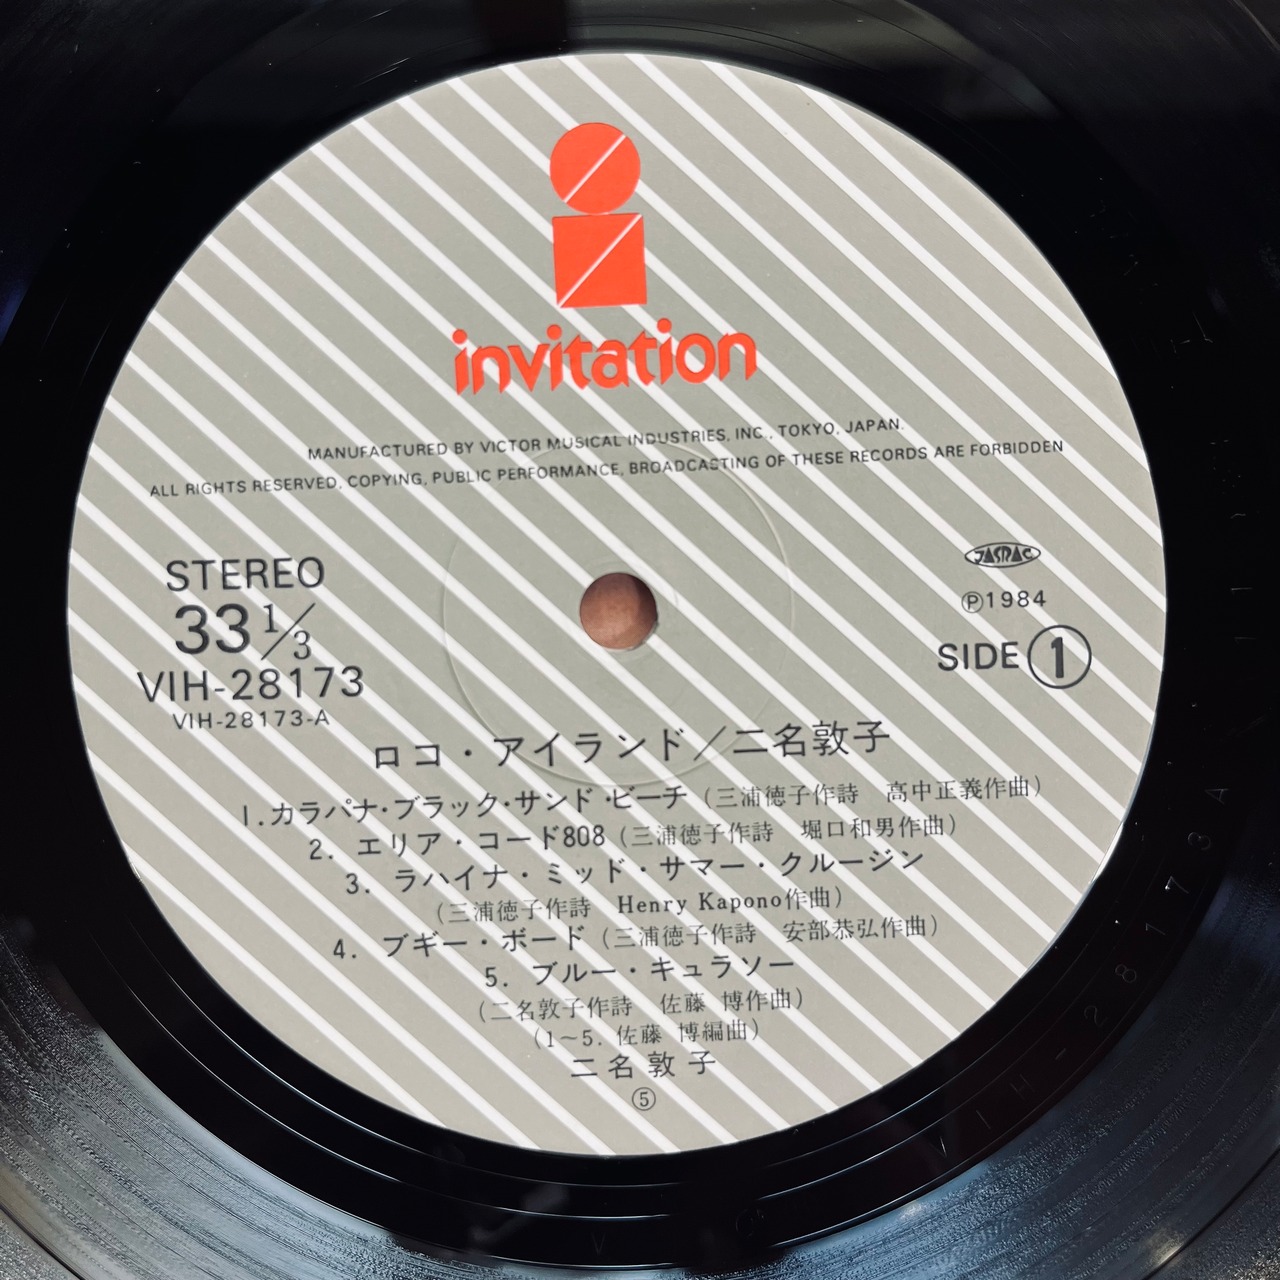 invitation
MANUFACTURED BY VICTOR MUSICAL INDUSTRIES, INC., TOKYO, JAPAN.
ALL RIGHTS RESERVED, COPYING, PUBLIC PERFORMANCE, BROADCASTING OF THESE RECORDS ARE FORBIDDEN
STEREO
33 1/3
VIH-28173
VIH-28173-A
JASRAC
Ⓟ1984
SIDE 1
ロコ・アイランド/二名敦子
1.カラパナ・ブラック・サンド・ビーチ(三浦徳子作詩 高中正義作曲)
2. エリア・コード808(三浦徳子作詩 堀口和男作曲)
3. ラハイナ・ミッド・サマー・クルージン
(三浦徳子作詩 Henry Kapono作曲)
4. ブギー・ボード(三浦徳子作詩 安部恭弘作曲)
5. ブルー・キュラソー
(二名敦子作詩 佐藤 博作曲)
(1~5. 佐藤 博編曲)
二名敦子
⑤
VIH-28173A